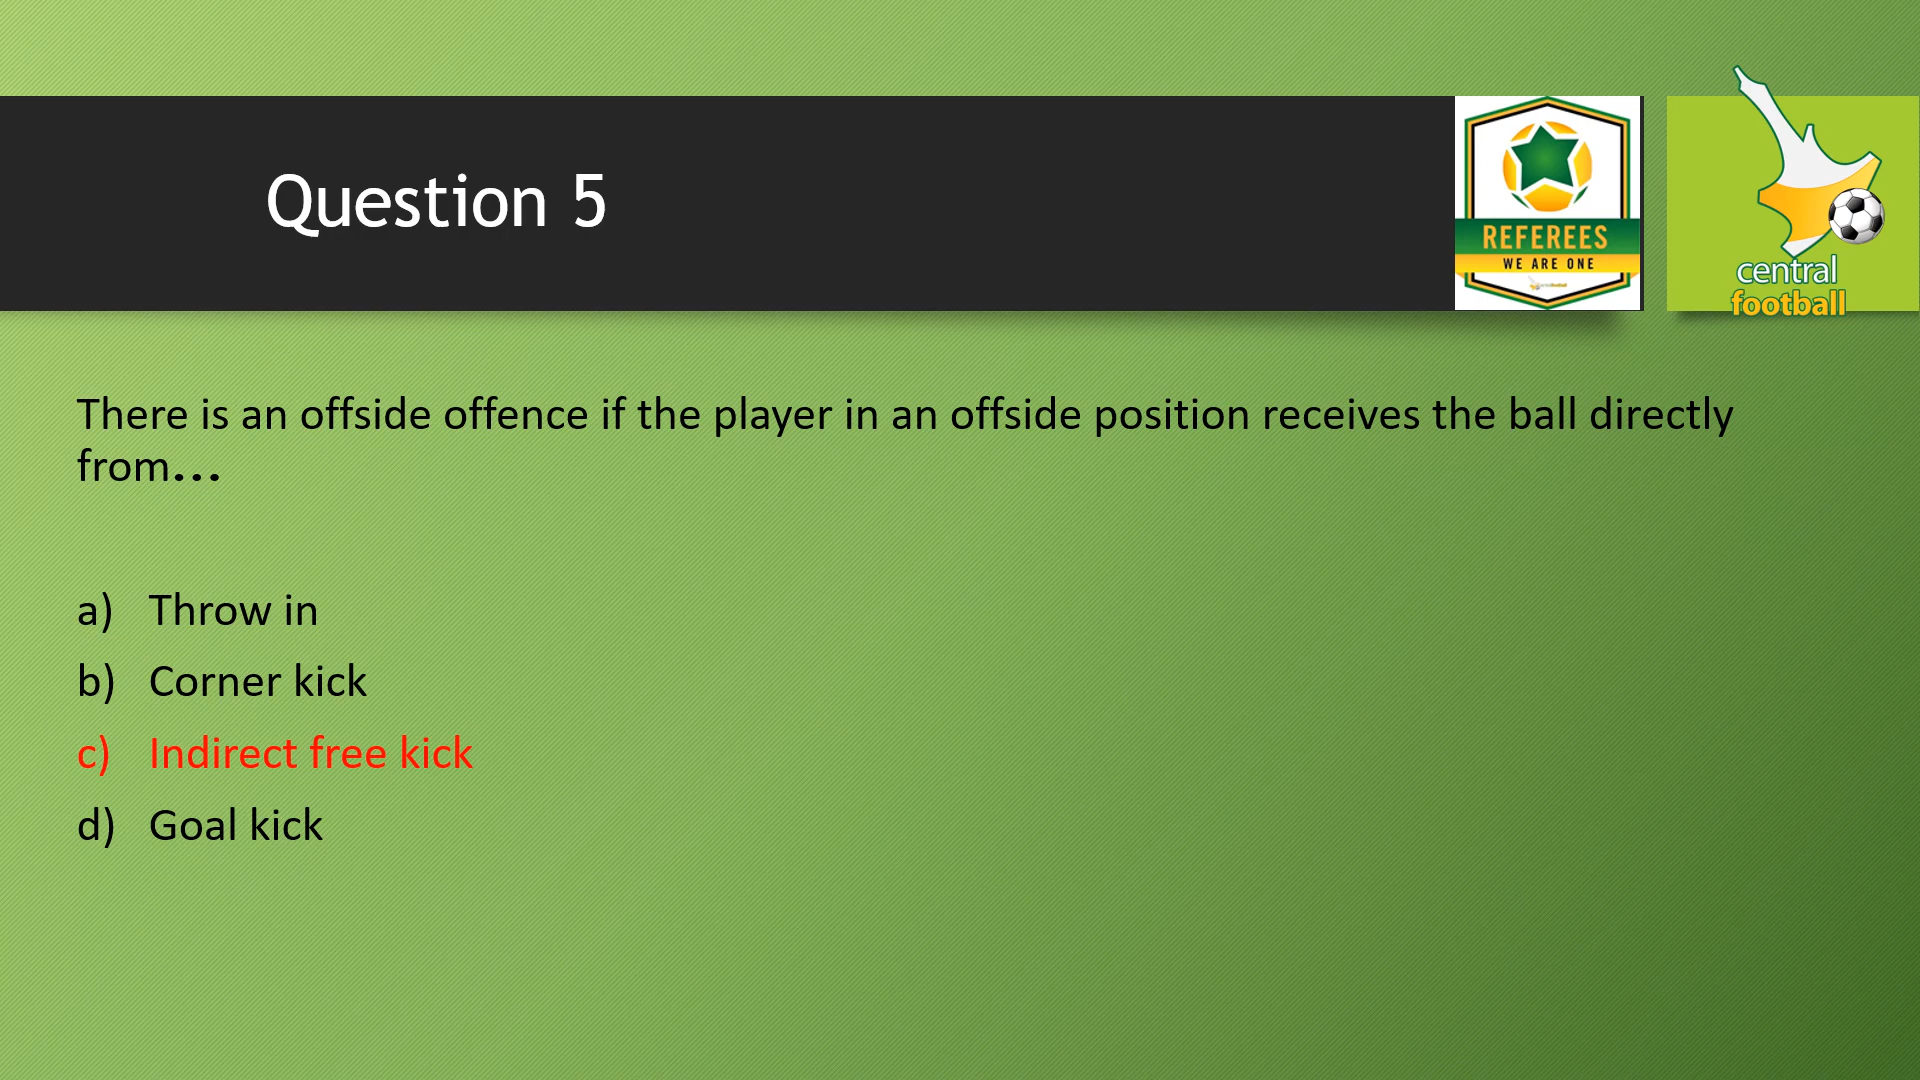 Question 5
REFEREES
WE ARE ONE
central
football
There is an offside offence if the player in an offside position receives the ball directly
from...
a) Throw in
b) Corner kick
c) Indirect free kick
d) Goal kick